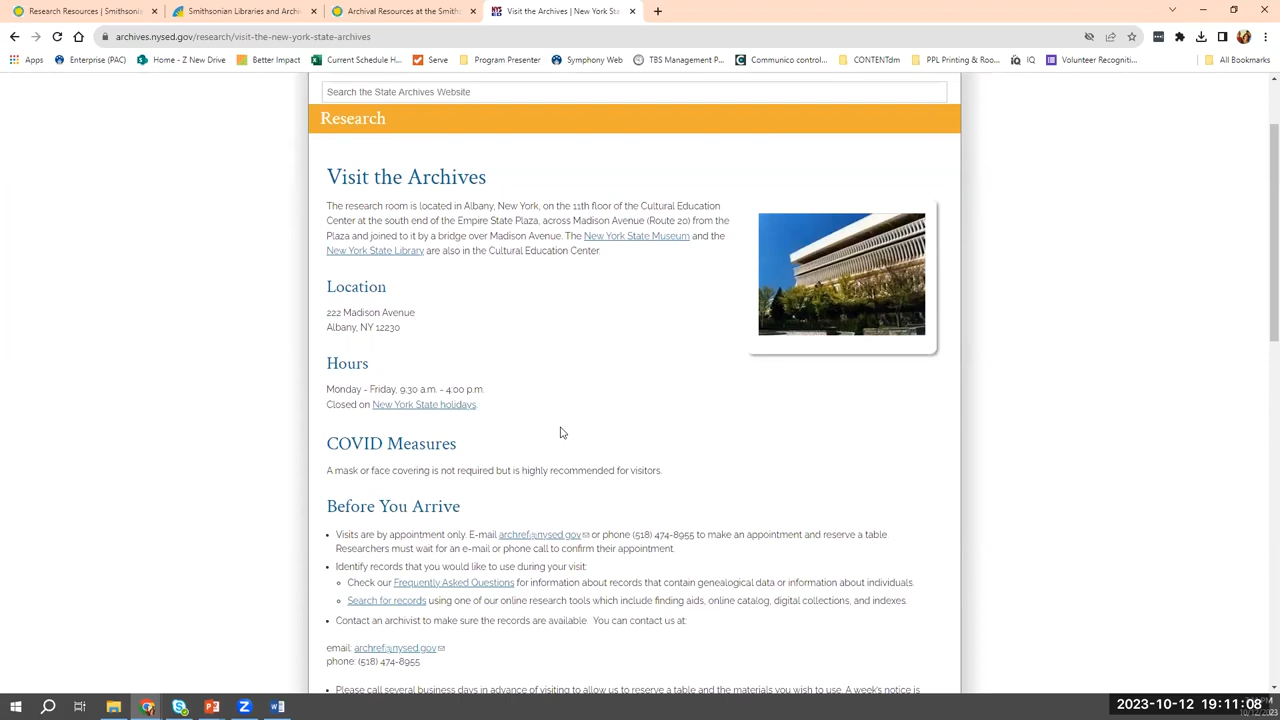 Research Resources | Smithsonia
Smithsonian Libraries and Archiv
Archival Resources at the Smiths
Visit the Archives | New York Sta
archives.nysed.gov/research/visit-the-new-york-state-archives
Apps
Enterprise (PAC)
Home - Z New Drive
Better Impact
Current Schedule H...
Serve
Program Presenter
Symphony Web
TBS Management P...
Communico control...
CONTENTdm
PPL Printing & Roo...
IQ
Volunteer Recogniti...
All Bookmarks
Search the State Archives Website
Research
Visit the Archives
The research room is located in Albany, New York, on the 11th floor of the Cultural Education
Center at the south end of the Empire State Plaza, across Madison Avenue (Route 20) from the
Plaza and joined to it by a bridge over Madison Avenue. The New York State Museum and the
New York State Library are also in the Cultural Education Center.
Location
222 Madison Avenue
Albany, NY 12230
Hours
Monday - Friday, 9:30 a.m. - 4:00 p.m.
Closed on New York State holidays.
COVID Measures
A mask or face covering is not required but is highly recommended for visitors.
Before You Arrive
• Visits are by appointment only. E-mail archref@nysed.gov or phone (518) 474-8955 to make an appointment and reserve a table.
Researchers must wait for an e-mail or phone call to confirm their appointment.
• Identify records that you would like to use during your visit:
Check our Frequently Asked Questions for information about records that contain genealogical data or information about individuals.
Search for records using one of our online research tools which include finding aids, online catalog, digital collections, and indexes.
• Contact an archivist to make sure the records are available. You can contact us at:
email: archref@nysed.gov
phone: (518) 474-8955
• Please call several business days in advance of visiting to allow us to reserve a table and the materials you wish to use. A week's notice is
2023-10-12 19:11:08